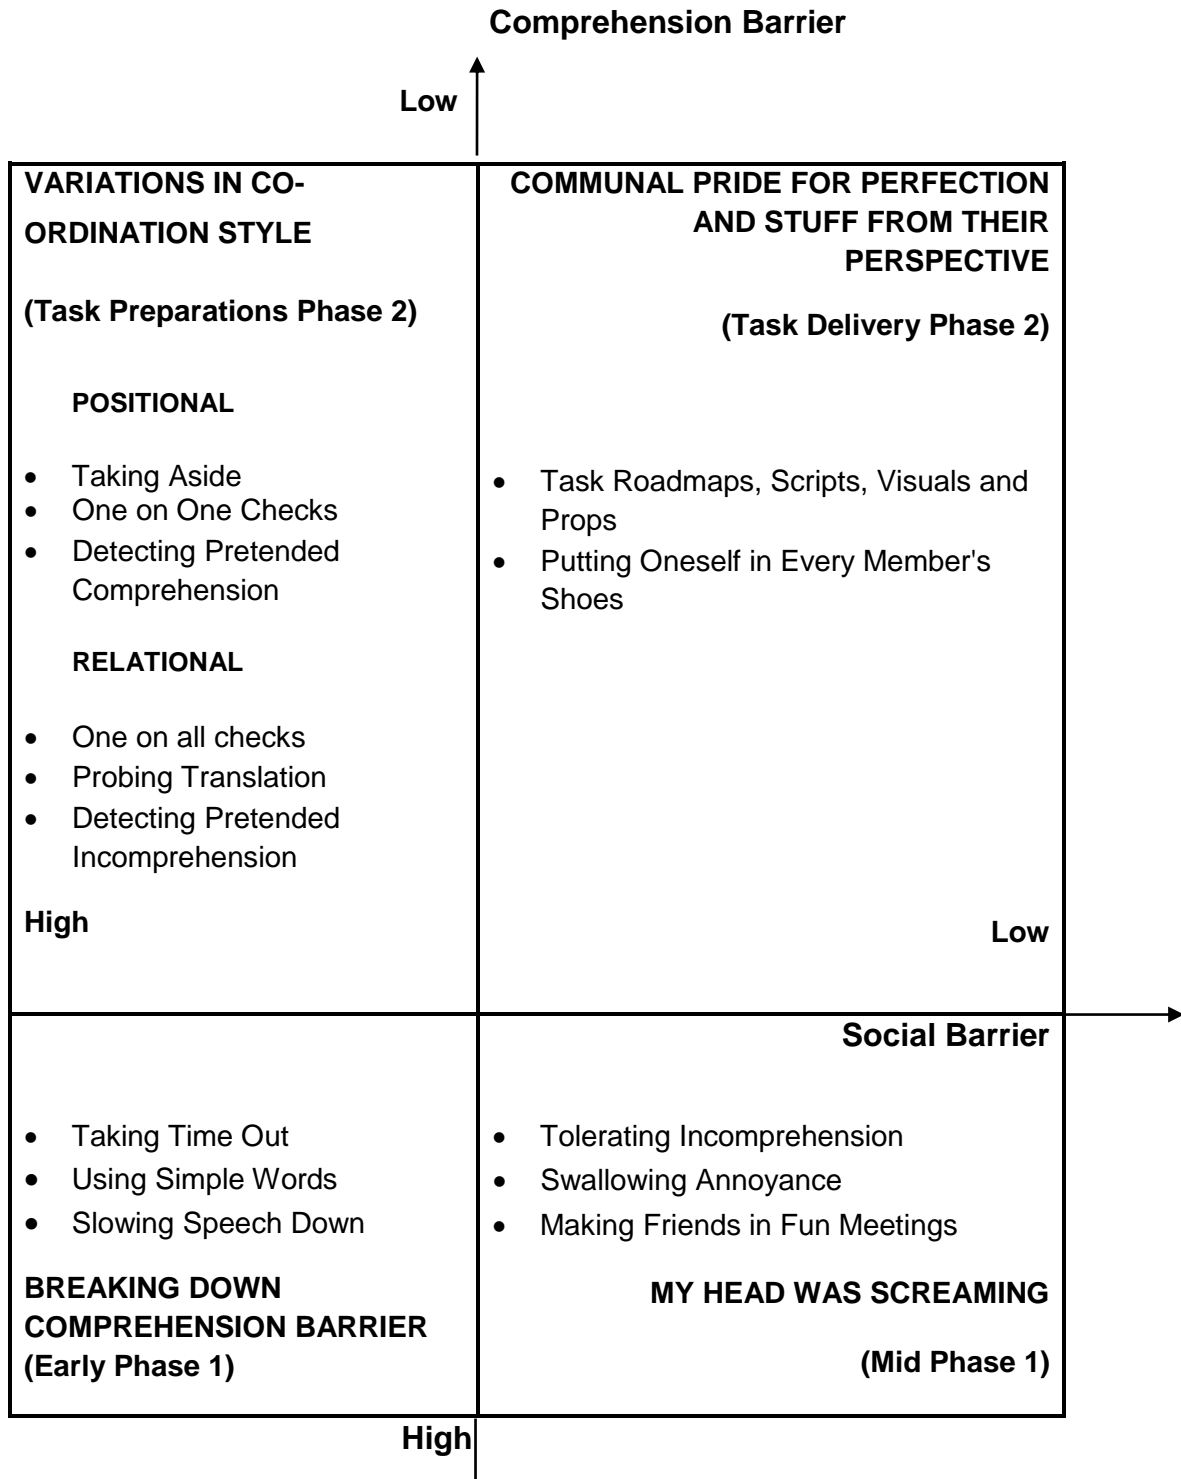 Comprehension Barrier
Low
VARIATIONS IN CO-
ORDINATION STYLE
(Task Preparations Phase 2)
POSITIONAL
• Taking Aside
• One on One Checks
• Detecting Pretended
Comprehension
RELATIONAL
• One on all checks
• Probing Translation
• Detecting Pretended
Incomprehension
High
COMMUNAL PRIDE FOR PERFECTION
AND STUFF FROM THEIR
PERSPECTIVE
(Task Delivery Phase 2)
• Task Roadmaps, Scripts, Visuals and
Props
• Putting Oneself in Every Member's
Shoes
Low
Social Barrier
• Taking Time Out
• Using Simple Words
• Slowing Speech Down
BREAKING DOWN
COMPREHENSION BARRIER
(Early Phase 1)
• Tolerating Incomprehension
• Swallowing Annoyance
• Making Friends in Fun Meetings
MY HEAD WAS SCREAMING
(Mid Phase 1)
High